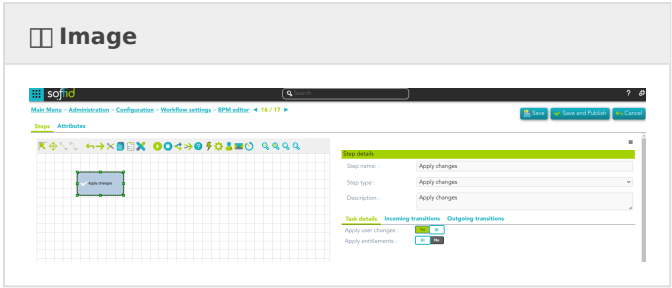 Image
soffid
Search
?
Main Menu > Administration > Configuration > Workflow settings > BPM editor ◄ 16 / 17 ►
Save
Save and Publish
Cancel
Steps Attributes
Step details
Apply changes
Step name : Apply changes
Step type : Apply changes
Description : Apply changes
Task details Incoming transitions Outgoing transitions
Apply user changes : Yes
Apply entitlements : No